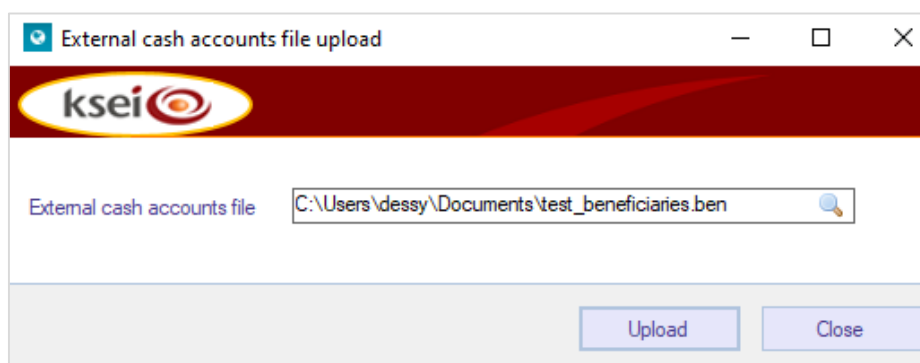 External cash accounts file upload
ksei
External cash accounts file
C:\Users\dessy\Documents\test_beneficiaries.ben
Upload
Close